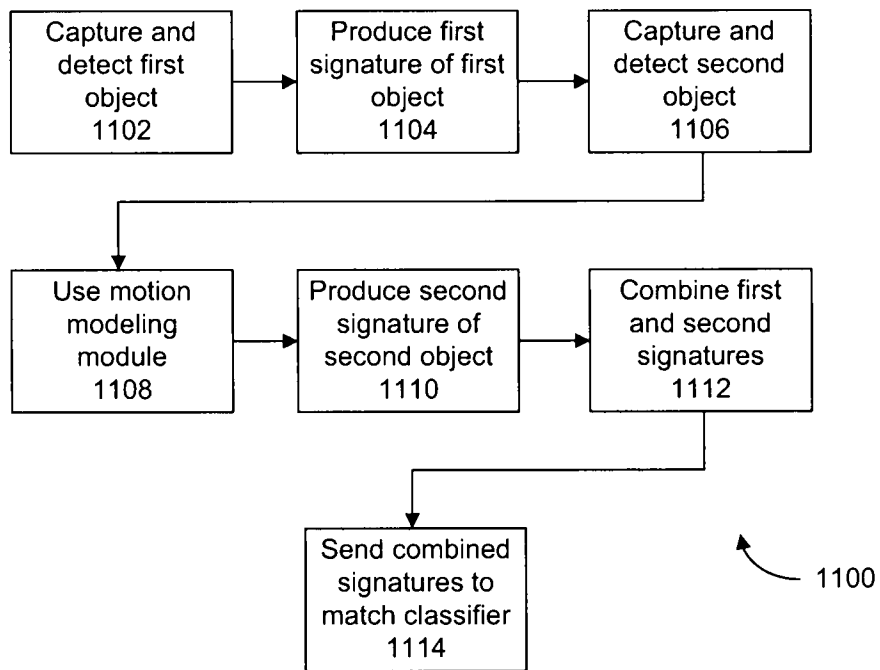 Capture and
detect first
object
1102
Produce first
signature of first
object
1104
Capture and
detect second
object
1106
Use motion
modeling
module
1108
Produce second
signature of
second object
1110
Combine first
and second
signatures
1112
Send combined
signatures to
match classifier
1114
1100